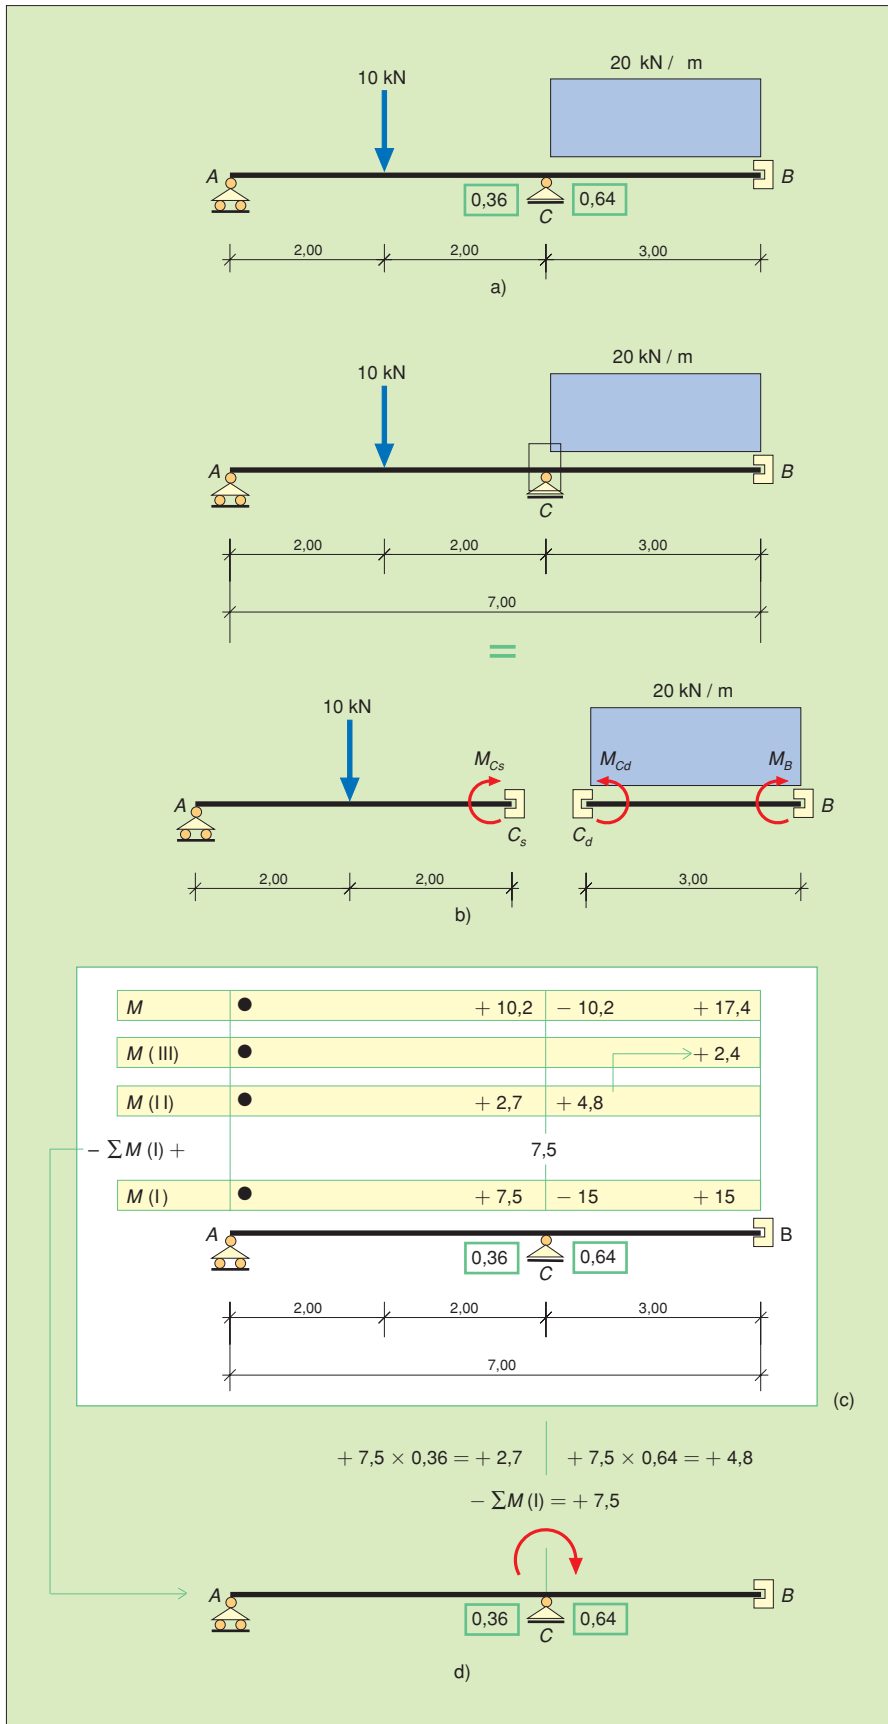 20 kN / m
10 kN
A B
0,36 0,64
C
2,00 2,00 3,00
a)
20 kN / m
10 kN
A B
C
2,00 2,00 3,00
7,00
=
20 kN / m
10 kN
M_Cs M_Cd M_B
A B
C_s C_d
2,00 2,00 3,00
b)
M ● + 10,2 − 10,2 + 17,4
M (III) ● + 2,4
M (II) ● + 2,7 + 4,8
− ∑ M (I) + 7,5
M (I) ● + 7,5 − 15 + 15
A B
0,36 0,64
C
2,00 2,00 3,00
7,00
(c)
+ 7,5 × 0,36 = + 2,7 + 7,5 × 0,64 = + 4,8
− ∑M (I) = + 7,5
A B
0,36 0,64
C
d)